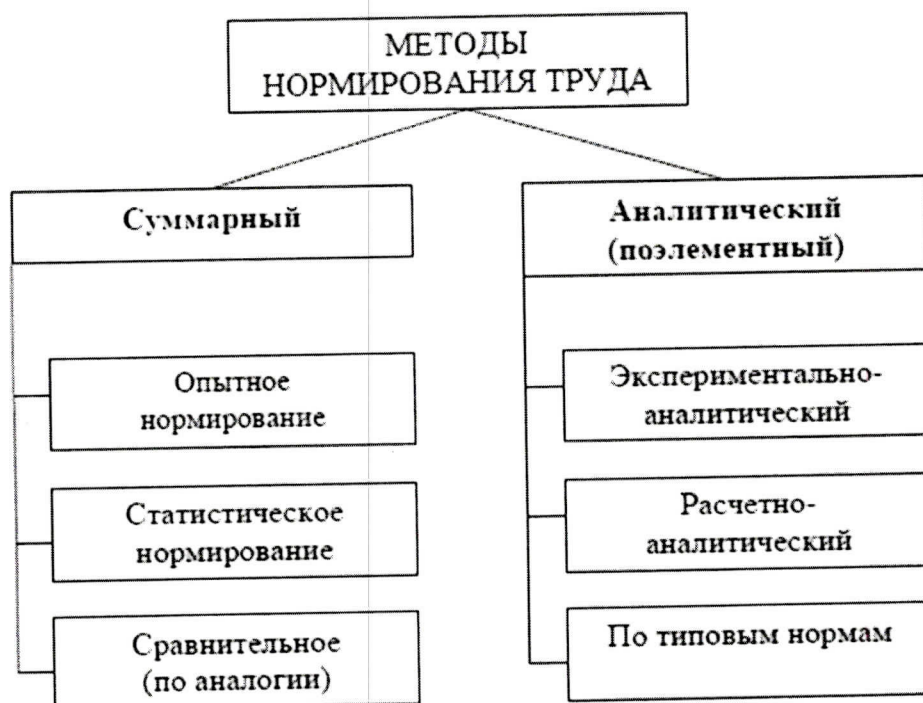 МЕТОДЫ
НОРМИРОВАНИЯ ТРУДА
Суммарный
Опытное
нормирование
Статистическое
нормирование
Сравнительное
(по аналогии)
Аналитический
(поэлементный)
Экспериментально-
аналитический
Расчетно-
аналитический
По типовым нормам